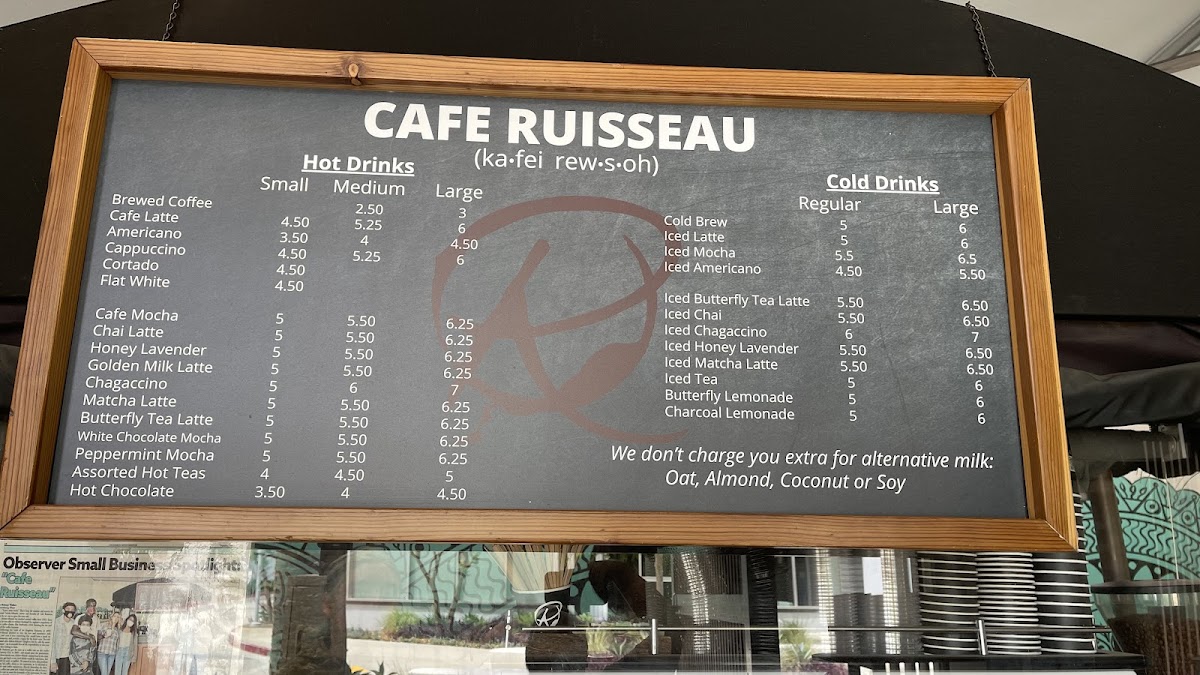 CAFE RUISSEAU
(ka•fei rew•s•oh)
Hot Drinks
Small Medium Large
Brewed Coffee 2.50 3
Cafe Latte 4.50 5.25 6
Americano 3.50 4 4.50
Cappuccino 4.50 5.25 6
Cortado 4.50
Flat White 4.50
Cafe Mocha 5 5.50 6.25
Chai Latte 5 5.50 6.25
Honey Lavender 5 5.50 6.25
Golden Milk Latte 5 5.50 6.25
Chagaccino 5 6 7
Matcha Latte 5 5.50 6.25
Butterfly Tea Latte 5 5.50 6.25
White Chocolate Mocha 5 5.50 6.25
Peppermint Mocha 5 5.50 6.25
Assorted Hot Teas 4 4.50 5
Hot Chocolate 3.50 4 4.50
Cold Drinks
Regular Large
Cold Brew 5 6
Iced Latte 5 6
Iced Mocha 5.5 6.5
Iced Americano 4.50 5.50
Iced Butterfly Tea Latte 5.50 6.50
Iced Chai 5.50 6.50
Iced Chagaccino 6 7
Iced Honey Lavender 5.50 6.50
Iced Matcha Latte 5.50 6.50
Iced Tea 5 6
Butterfly Lemonade 5 6
Charcoal Lemonade 5 6
We don't charge you extra for alternative milk:
Oat, Almond, Coconut or Soy
Observer Small Business Spotlight:
"Cafe
Ruisseau"